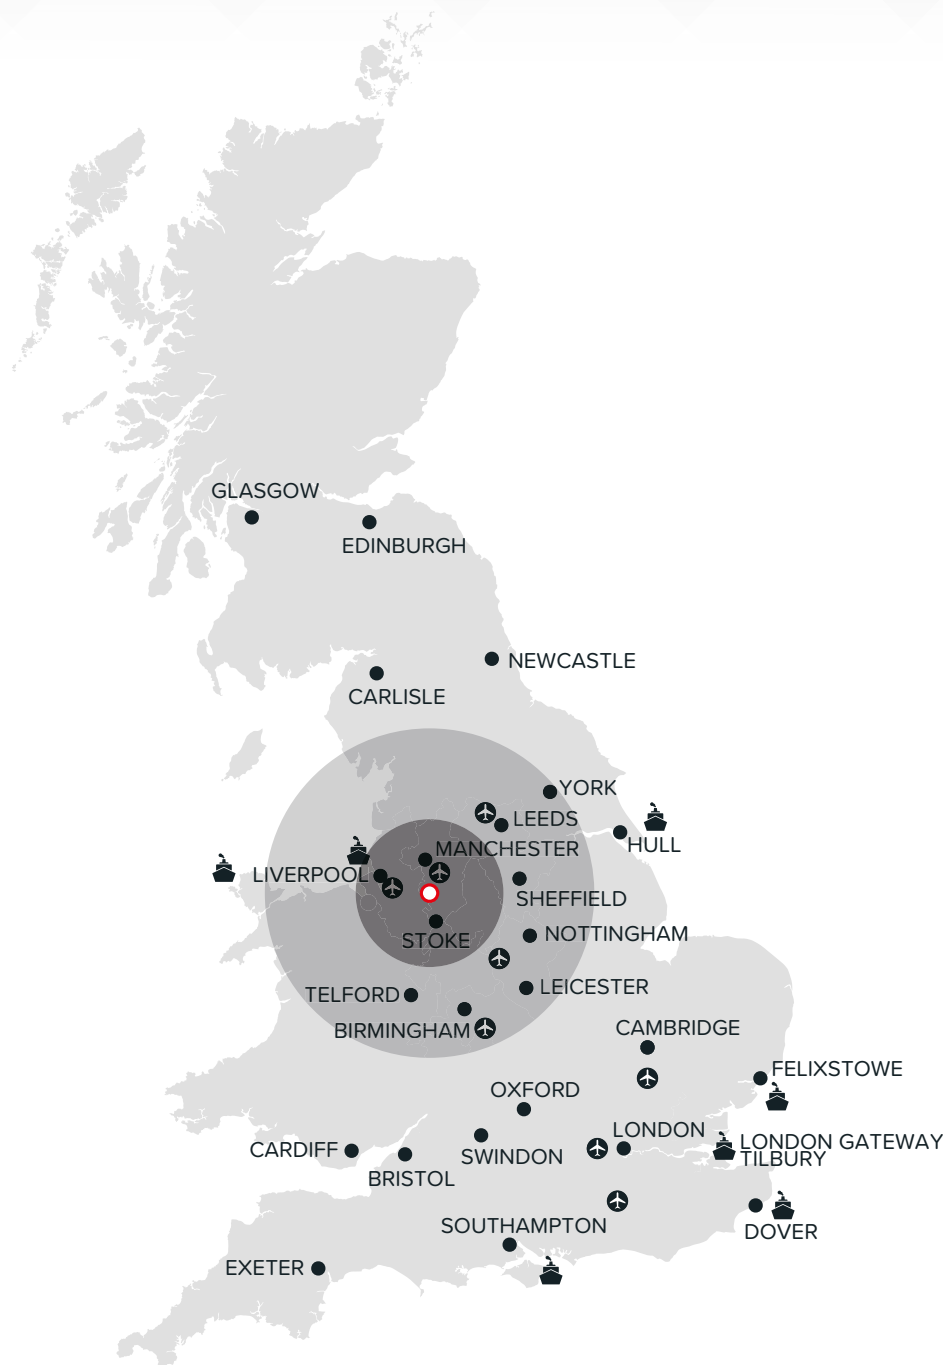 GLASGOW
EDINBURGH
NEWCASTLE
CARLISLE
YORK
LEEDS
HULL
MANCHESTER
LIVERPOOL
SHEFFIELD
STOKE
NOTTINGHAM
TELFORD
LEICESTER
BIRMINGHAM
CAMBRIDGE
FELIXSTOWE
OXFORD
LONDON
LONDON GATEWAY
TILBURY
CARDIFF
SWINDON
BRISTOL
SOUTHAMPTON
DOVER
EXETER